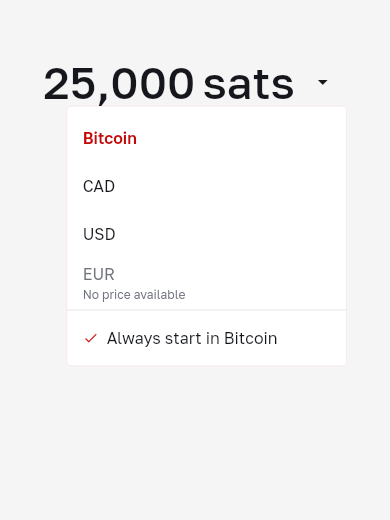 25,000 sats
Bitcoin
CAD
USD
EUR
No price available
Always start in Bitcoin